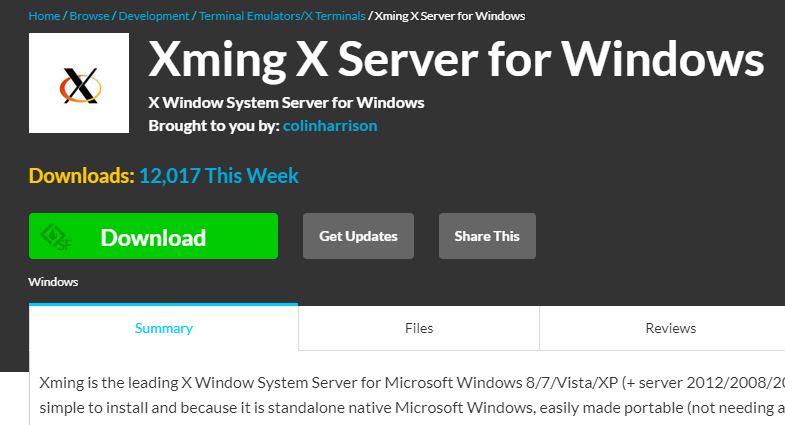 Home / Browse / Development / Terminal Emulators/X Terminals / Xming X Server for Windows
Xming X Server for Windows
X Window System Server for Windows
Brought to you by: colinharrison
Downloads: 12,017 This Week
SF Download
Get Updates
Share This
Windows
Summary
Files
Reviews
Xming is the leading X Window System Server for Microsoft Windows 8/7/Vista/XP (+ server 2012/2008/20
simple to install and because it is standalone native Microsoft Windows, easily made portable (not needing a